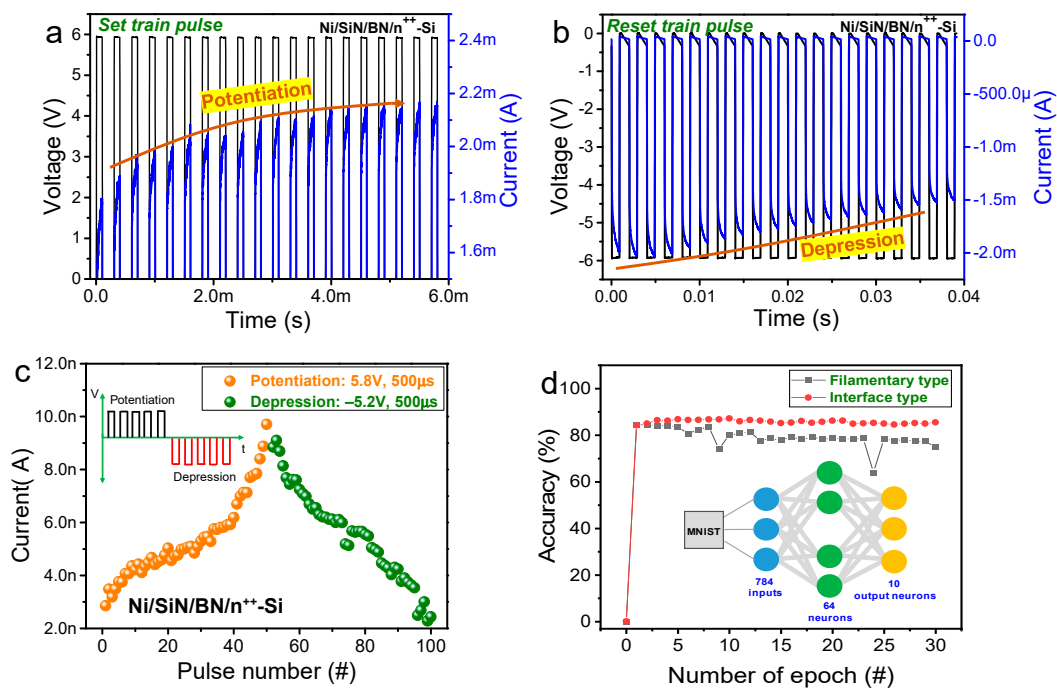 a
Set train pulse
Ni/SiN/BN/n++-Si
Potentiation
Voltage (V)
6
5
4
3
2
1
0
Current (A)
2.4m
2.2m
2.0m
1.8m
1.6m
0.0
2.0m
4.0m
6.0m
Time (s)
b
Reset train pulse
Ni/SiN/BN/n++-Si
Depression
Voltage (V)
0
-1
-2
-3
-4
-5
-6
Current (A)
0.0
-500.0μ
-1.0m
-1.5m
-2.0m
0.00
0.01
0.02
0.03
0.04
Time (s)
c
V
Potentiation
t
Depression
Potentiation: 5.8V, 500μs
Depression: –5.2V, 500μs
Ni/SiN/BN/n++-Si
Current( A)
12.0n
10.0n
8.0n
6.0n
4.0n
2.0n
0
20
40
60
80
100
Pulse number (#)
d
Filamentary type
Interface type
MNIST
784
inputs
64
neurons
10
output neurons
Accuracy (%)
100
80
60
40
20
0
0
5
10
15
20
25
30
Number of epoch (#)